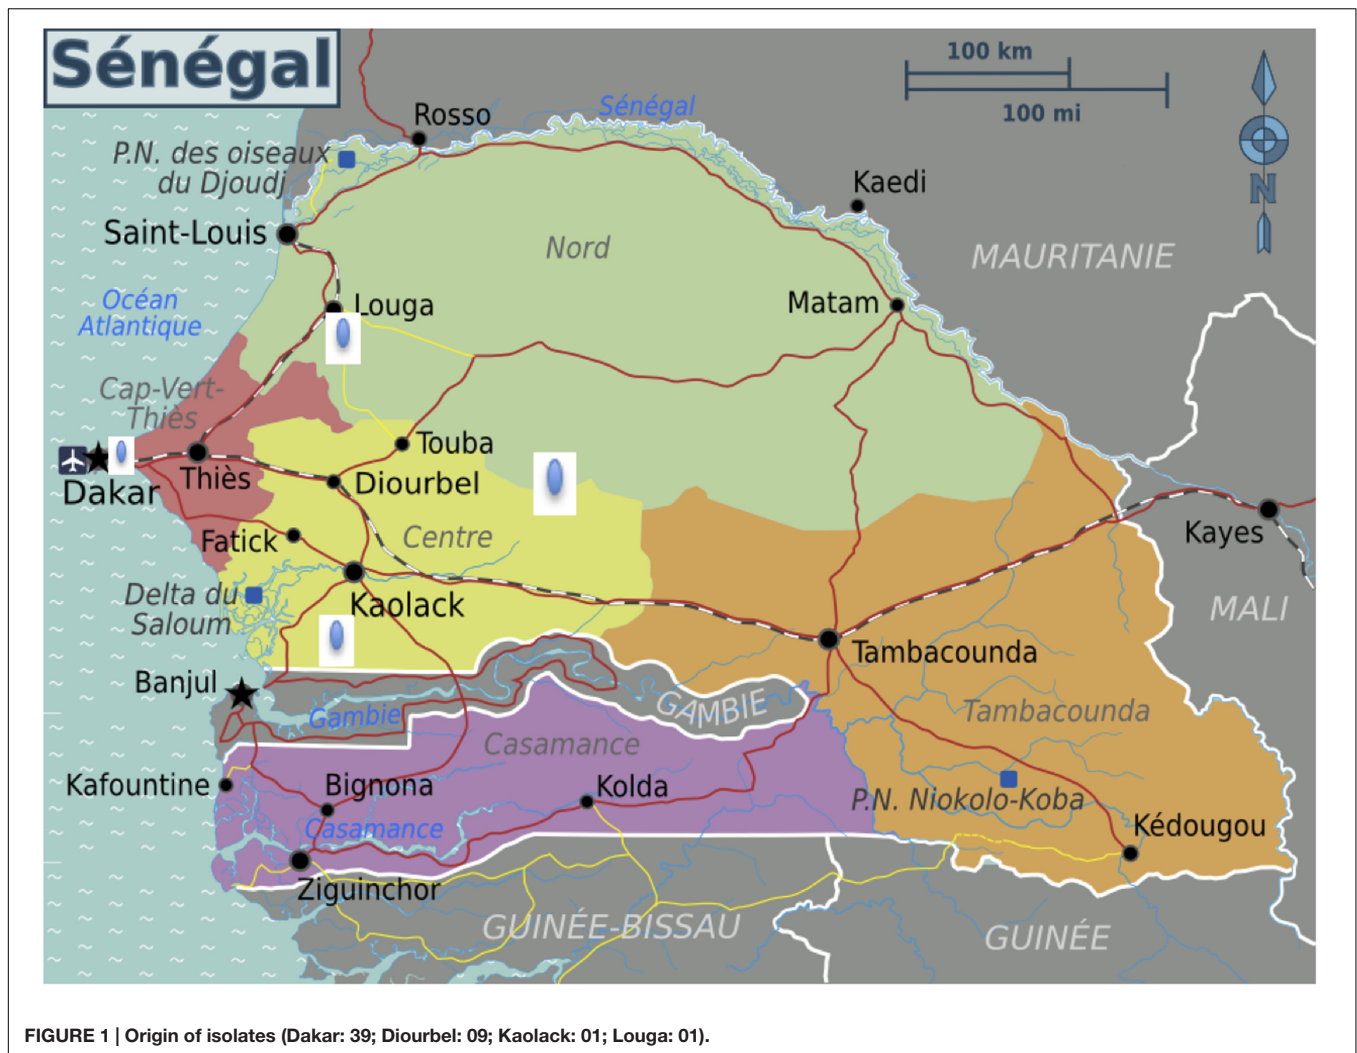 Sénégal
100 km
100 mi
Rosso
Sénégal
P.N. des oiseaux
du Djoudj
Kaedi
N
Saint-Louis
Nord
MAURITANIE
Océan
Atlantique
Louga
Matam
Cap-Vert-
Thiès
Touba
Dakar
Thiès
Diourbel
Fatick
Centre
Kayes
Delta du
Saloum
Kaolack
MALI
Tambacounda
Banjul
Gambie
GAMBIE
Tambacounda
Casamance
Kafountine
Bignona
Kolda
P.N. Niokolo-Koba
Casamance
Kédougou
Ziguinchor
GUINÉE-BISSAU
GUINÉE
FIGURE 1 | Origin of isolates (Dakar: 39; Diourbel: 09; Kaolack: 01; Louga: 01).